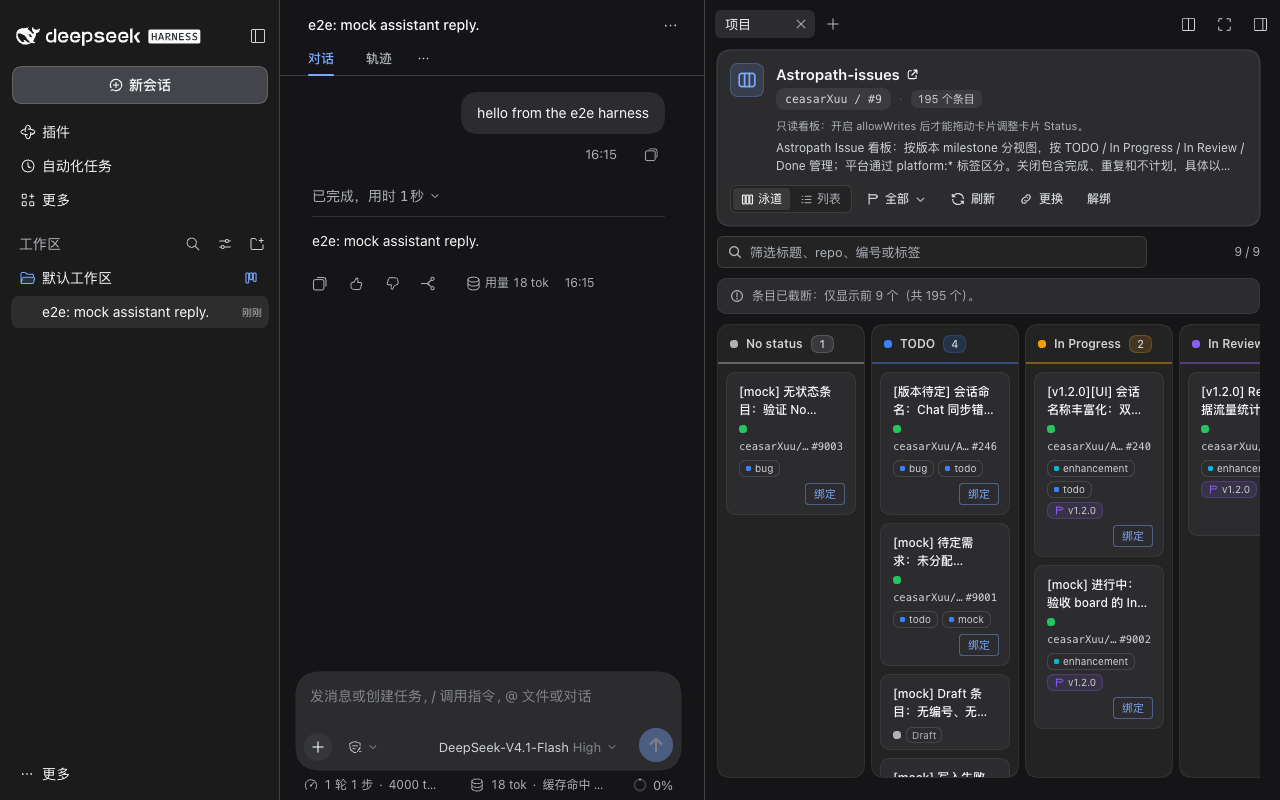 deepseek HARNESS
新会话
插件
自动化任务
更多
工作区
默认工作区
e2e: mock assistant reply. 刚刚
更多
e2e: mock assistant reply.
对话 轨迹
hello from the e2e harness
16:15
已完成，用时 1 秒
e2e: mock assistant reply.
用量 18 tok 16:15
发消息或创建任务, / 调用指令, @ 文件或对话
DeepSeek-V4.1-Flash High
1 轮 1 步 · 4000 t... 18 tok · 缓存命中 ... 0%
项目
Astropath-issues
ceasarXuu / #9 · 195 个条目
只读看板：开启 allowWrites 后才能拖动卡片调整卡片 Status。
Astropath Issue 看板：按版本 milestone 分视图，按 TODO / In Progress / In Review /
Done 管理；平台通过 platform:* 标签区分。关闭包含完成、重复和不计划，具体以...
泳道 列表 全部 刷新 更换 解绑
筛选标题、repo、编号或标签 9 / 9
条目已截断：仅显示前 9 个（共 195 个）。
No status 1
[mock] 无状态条
目：验证 No...
ceasarXuu/… #9003
bug
绑定
TODO 4
[版本待定] 会话命
名：Chat 同步错...
ceasarXuu/A… #246
bug todo
绑定
[mock] 待定需
求：未分配...
ceasarXuu/… #9001
todo mock
绑定
[mock] Draft 条
目：无编号、无...
Draft
[mock] 写入失败
In Progress 2
[v1.2.0][UI] 会话
名称丰富化：双...
ceasarXuu/A… #240
enhancement
todo
v1.2.0
绑定
[mock] 进行中：
验收 board 的 In...
ceasarXuu/… #9002
enhancement
v1.2.0
绑定
In Review
[v1.2.0] Re
据流量统计
ceasarXuu/
enhancer
v1.2.0